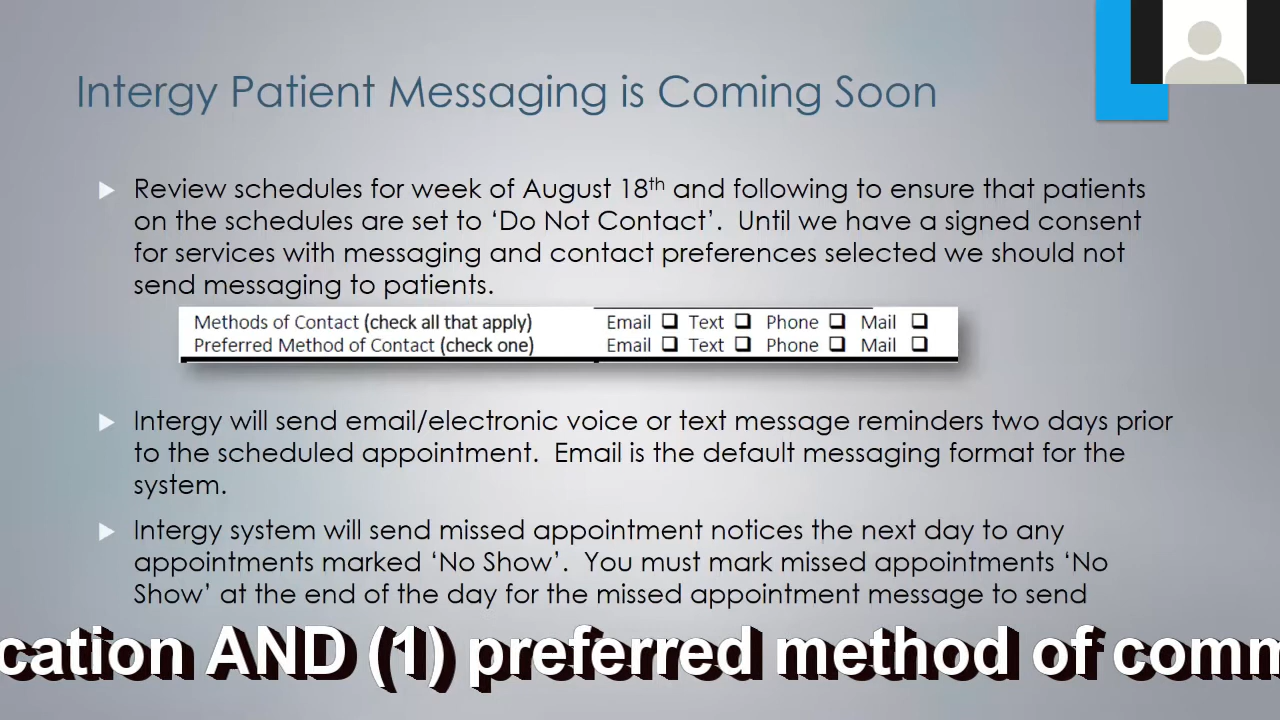 Intergy Patient Messaging is Coming Soon
Review schedules for week of August 18th and following to ensure that patients
on the schedules are set to ‘Do Not Contact’. Until we have a signed consent
for services with messaging and contact preferences selected we should not
send messaging to patients.
Methods of Contact (check all that apply) Email ❑ Text ❑ Phone ❑ Mail ❑
Preferred Method of Contact (check one) Email ❑ Text ❑ Phone ❑ Mail ❑
Intergy will send email/electronic voice or text message reminders two days prior
to the scheduled appointment. Email is the default messaging format for the
system.
Intergy system will send missed appointment notices the next day to any
appointments marked ‘No Show’. You must mark missed appointments ‘No
Show’ at the end of the day for the missed appointment message to send
cation AND (1) preferred method of comm